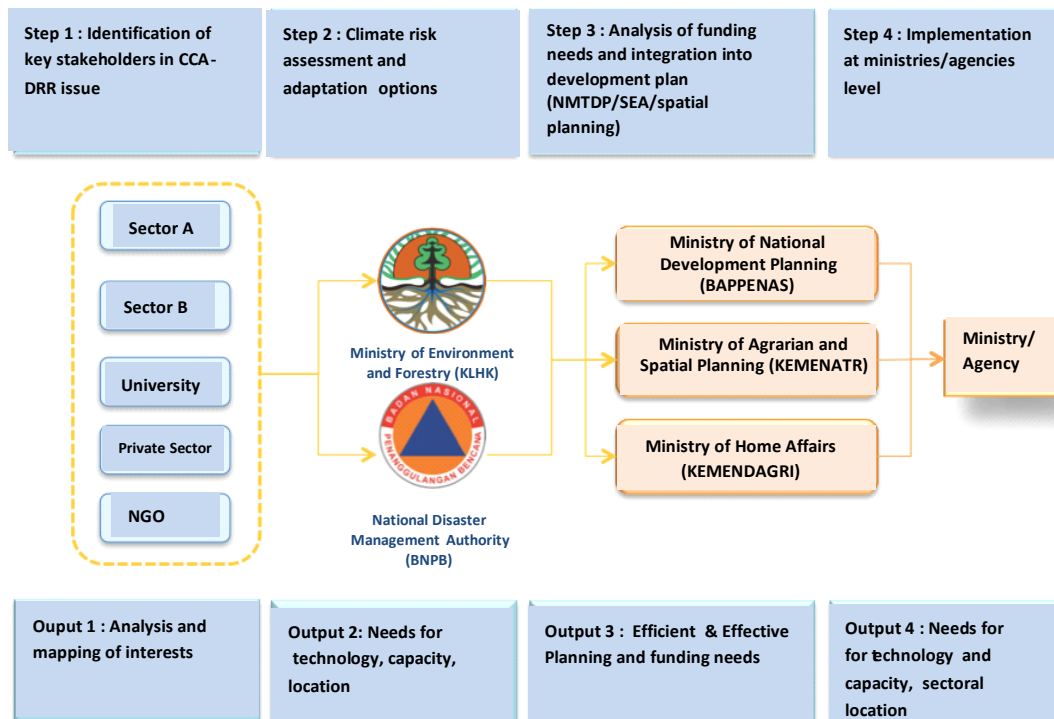 Step 1 : Identification of
key stakeholders in CCA-
DRR issue
Step 2 : Climate risk
assessment and
adaptation options
Step 3 : Analysis of funding
needs and integration into
development plan
(NMTDP/SEA/spatial
planning)
Step 4 : Implementation
at ministries/agencies
level
Sector A
Sector B
University
Private Sector
NGO
Ministry of Environment
and Forestry (KLHK)
BADAN NASIONAL
PENANGGULANGAN BENCANA
National Disaster
Management Authority
(BNPB)
Ministry of National
Development Planning
(BAPPENAS)
Ministry of Agrarian and
Spatial Planning (KEMENATR)
Ministry of Home Affairs
(KEMENDAGRI)
Ministry/
Agency
Ouput 1 : Analysis and
mapping of interests
Output 2: Needs for
technology, capacity,
location
Output 3 : Efficient & Effective
Planning and funding needs
Output 4 : Needs for
for technology and
capacity, sectoral
location